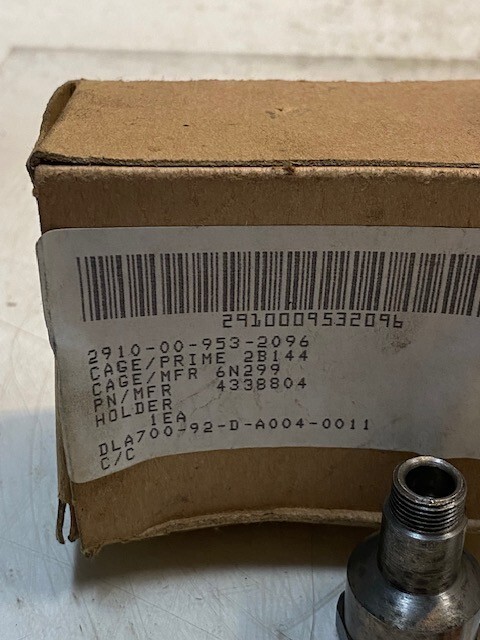 2910009532096
2910-00-953-2096
CAGE/PRIME 2B144
CAGE/MFR 6N299
PN/MFR 4338804
HOLDER
1EA
DLA700-92-D-A004-0011
C/C